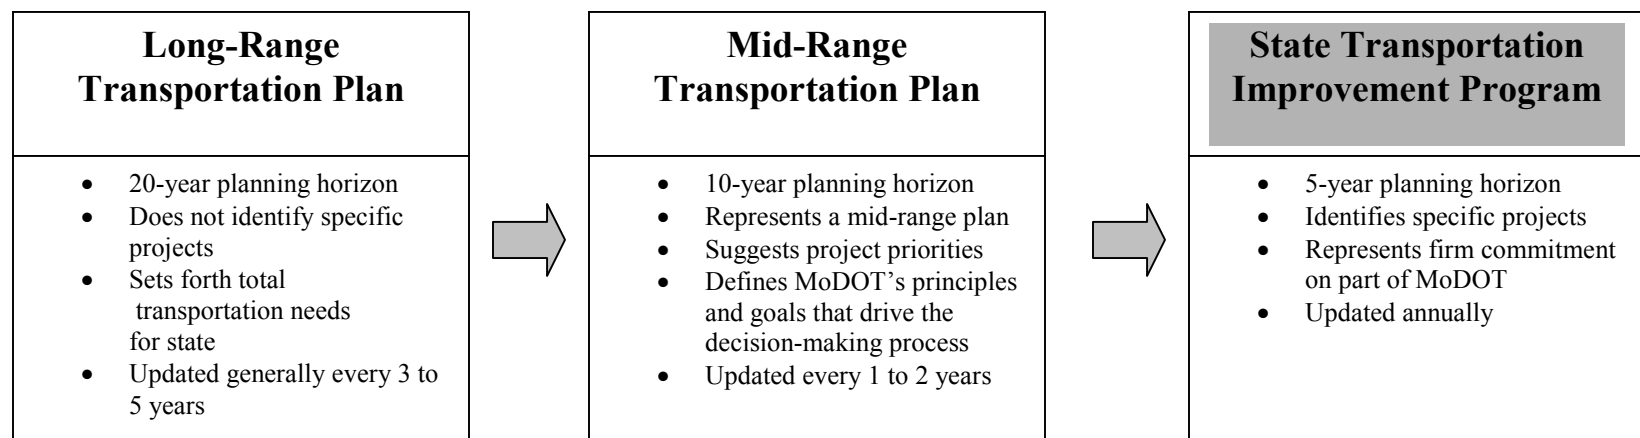 Long-Range
Transportation Plan
• 20-year planning horizon
• Does not identify specific
projects
• Sets forth total
transportation needs
for state
• Updated generally every 3 to
5 years
Mid-Range
Transportation Plan
• 10-year planning horizon
• Represents a mid-range plan
• Suggests project priorities
• Defines MoDOT’s principles
and goals that drive the
decision-making process
• Updated every 1 to 2 years
State Transportation
Improvement Program
• 5-year planning horizon
• Identifies specific projects
• Represents firm commitment
on part of MoDOT
• Updated annually